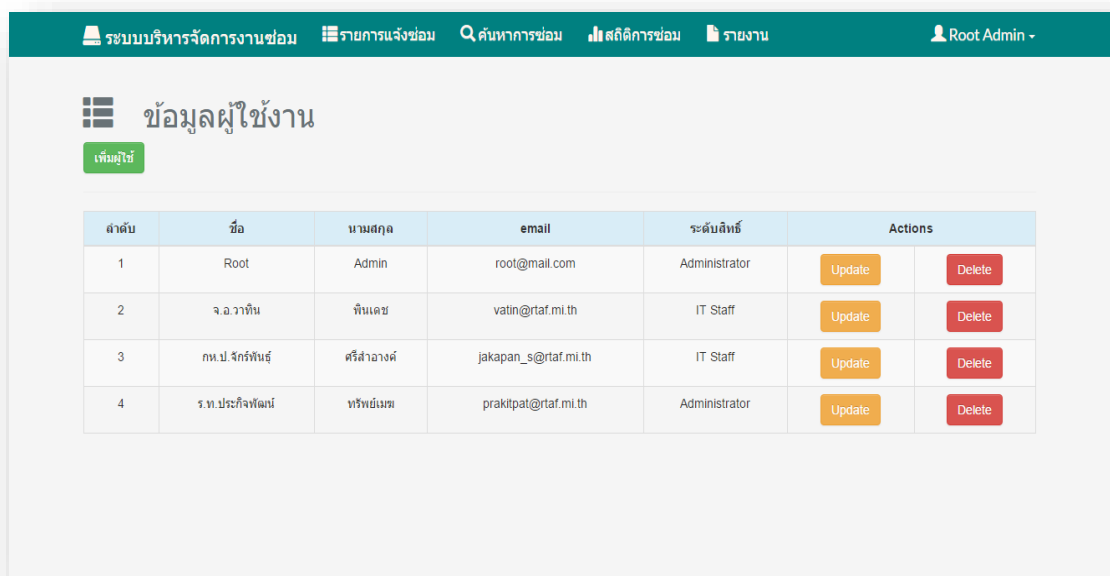 ระบบบริหารจัดการงานซ่อม รายการแจ้งซ่อม ค้นหาการซ่อม สถิติการซ่อม รายงาน Root Admin
ข้อมูลผู้ใช้งาน
เพิ่มผู้ใช้
ลำดับ ชื่อ นามสกุล email ระดับสิทธิ์ Actions
1 Root Admin root@mail.com Administrator Update Delete
2 จ.อ.วาทิน พินเดช vatin@rtaf.mi.th IT Staff Update Delete
3 กห.ป.จักร์พันธุ์ ศรีสำอางค์ jakapan_s@rtaf.mi.th IT Staff Update Delete
4 ร.ท.ประกิจพัฒน์ ทรัพย์เมฆ prakitpat@rtaf.mi.th Administrator Update Delete